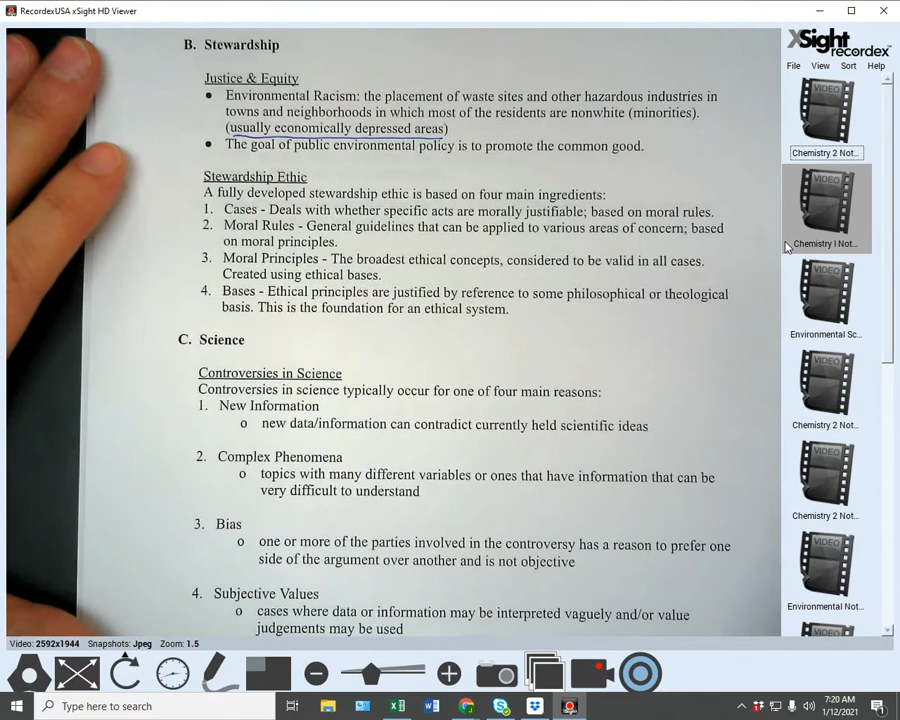 RecordexUSA xSight HD Viewer
B. Stewardship
Justice & Equity
• Environmental Racism: the placement of waste sites and other hazardous industries in
towns and neighborhoods in which most of the residents are nonwhite (minorities).
(usually economically depressed areas)
• The goal of public environmental policy is to promote the common good.
Stewardship Ethic
A fully developed stewardship ethic is based on four main ingredients:
1. Cases - Deals with whether specific acts are morally justifiable; based on moral rules.
2. Moral Rules - General guidelines that can be applied to various areas of concern; based
on moral principles.
3. Moral Principles - The broadest ethical concepts, considered to be valid in all cases.
Created using ethical bases.
4. Bases - Ethical principles are justified by reference to some philosophical or theological
basis. This is the foundation for an ethical system.
C. Science
Controversies in Science
Controversies in science typically occur for one of four main reasons:
1. New Information
o new data/information can contradict currently held scientific ideas
2. Complex Phenomena
o topics with many different variables or ones that have information that can be
very difficult to understand
3. Bias
o one or more of the parties involved in the controversy has a reason to prefer one
side of the argument over another and is not objective
4. Subjective Values
o cases where data or information may be interpreted vaguely and/or value
judgements may be used
XSight
recordex
File View Sort Help
VIDEO
Chemistry 2 Not...
VIDEO
Chemistry I Not...
VIDEO
Environmental Sc...
VIDEO
Chemistry 2 Not...
VIDEO
Chemistry 2 Not...
VIDEO
Environmental Not...
VIDEO
Video: 2592x1944 Snapshots: Jpeg Zoom: 1.5
Type here to search
7:20 AM
1/12/2021
1